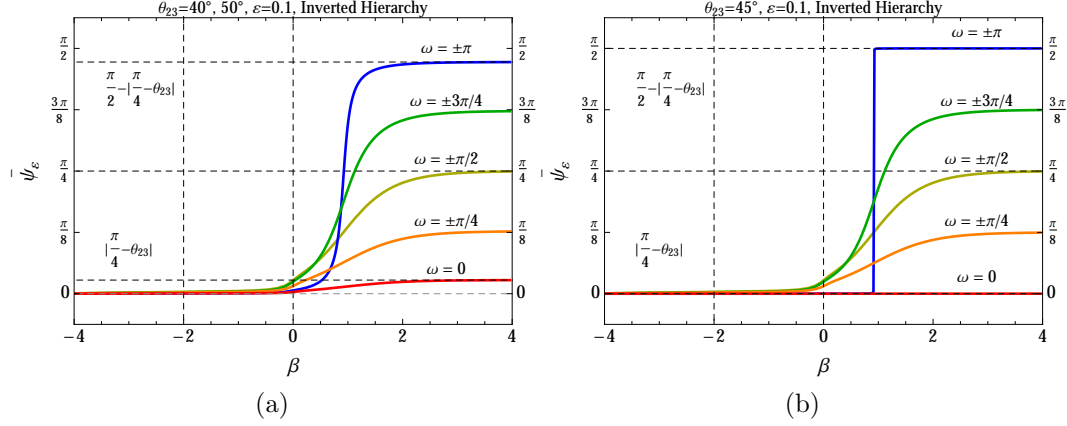 θ₂₃=40°, 50°, ε=0.1, Inverted Hierarchy
π/2
3π/8
π/4
π/8
0
ψ̄_ε
π/2
3π/8
π/4
π/8
0
ω = ±π
π/2−|π/4−θ₂₃|
ω = ±3π/4
ω = ±π/2
ω = ±π/4
|π/4−θ₂₃|
ω = 0
−4 −2 0 2 4
β
(a)
θ₂₃=45°, ε=0.1, Inverted Hierarchy
π/2
3π/8
π/4
π/8
0
ψ̄_ε
π/2
3π/8
π/4
π/8
0
ω = ±π
π/2−|π/4−θ₂₃|
ω = ±3π/4
ω = ±π/2
ω = ±π/4
|π/4−θ₂₃|
ω = 0
−4 −2 0 2 4
β
(b)